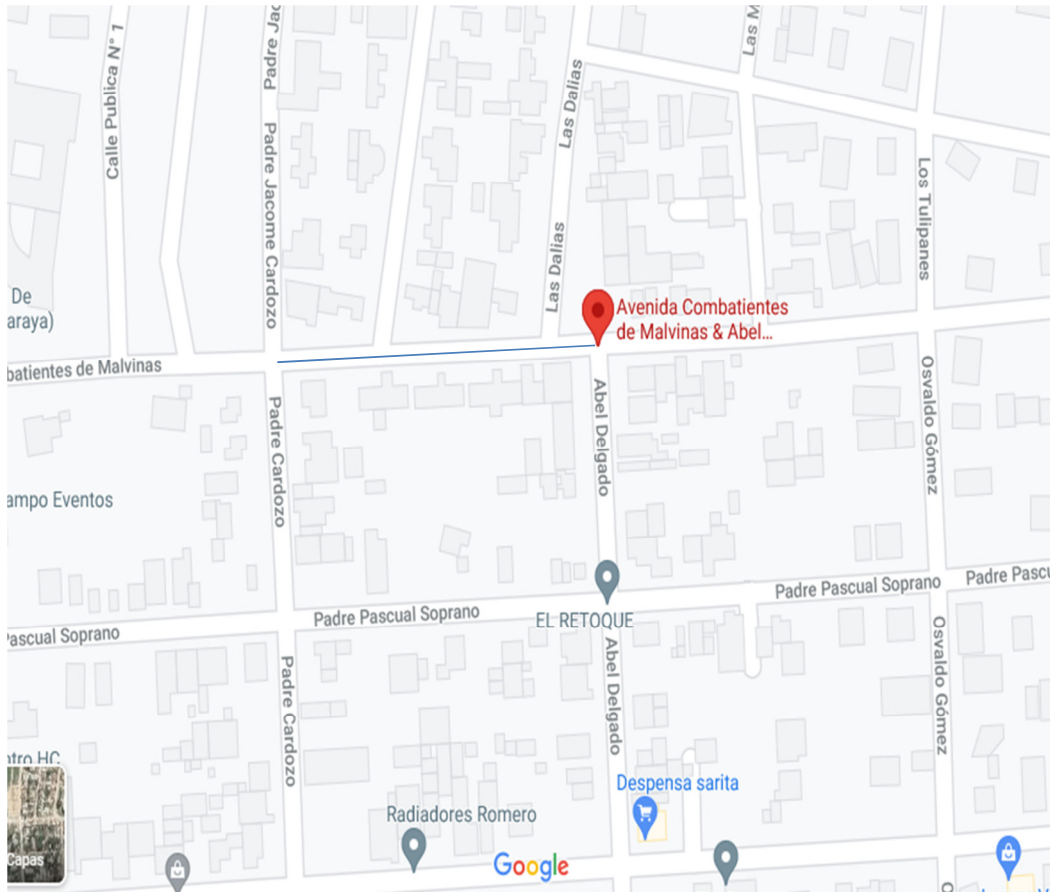 Calle Publica N° 1
Padre Jac
Padre Jacome Cardozo
Las Dalias
Las Dalias
Las M
Los Tulipanes
De
araya)
Avenida Combatientes
de Malvinas & Abel...
batientes de Malvinas
Padre Cardozo
Abel Delgado
Osvaldo Gómez
ampo Eventos
Padre Pascual Soprano
Padre Pascu
Padre Pascual Soprano
EL RETOQUE
Pascual Soprano
Padre Cardozo
Abel Delgado
Osvaldo Gómez
ntro HC
Despensa sarita
Radiadores Romero
Capas
Google